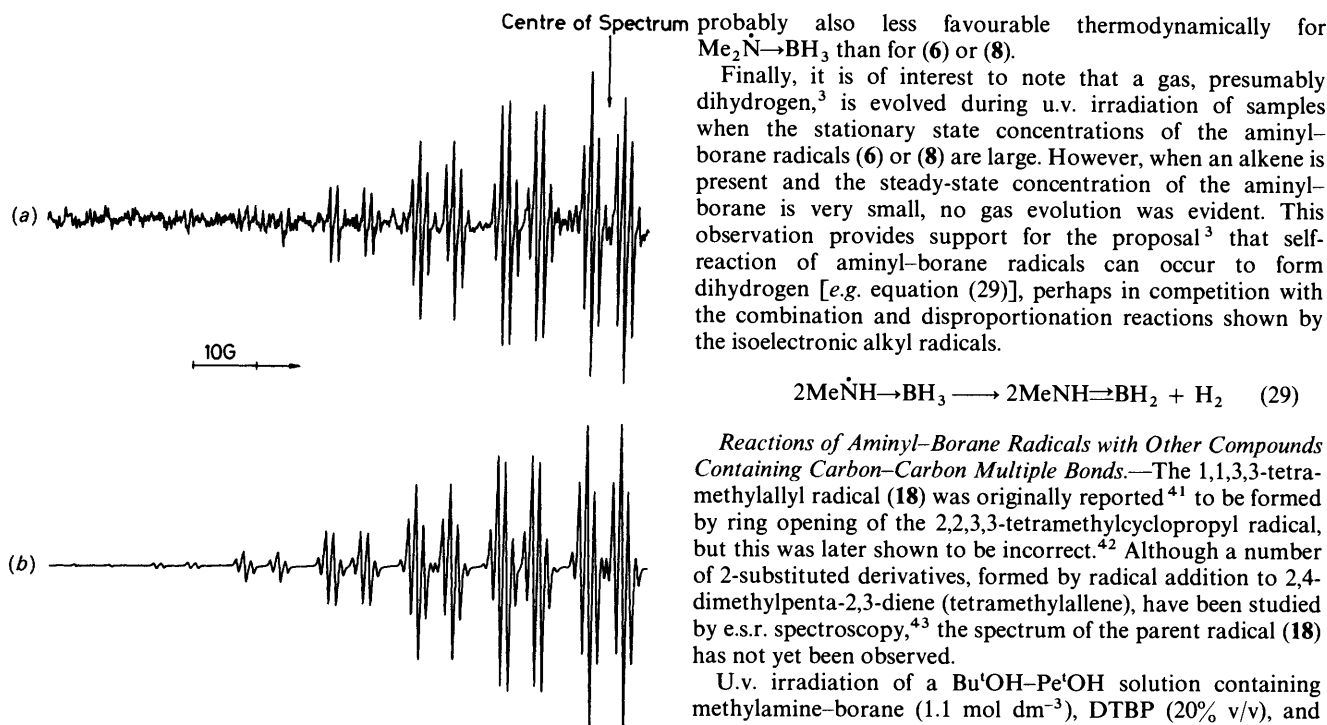 Centre of Spectrum
(a)
10G
(b)
probably also less favourable thermodynamically for
Me₂Ṅ→BH₃ than for (6) or (8).
Finally, it is of interest to note that a gas, presumably
dihydrogen,³ is evolved during u.v. irradiation of samples
when the stationary state concentrations of the aminyl–
borane radicals (6) or (8) are large. However, when an alkene is
present and the steady-state concentration of the aminyl–
borane is very small, no gas evolution was evident. This
observation provides support for the proposal³ that self-
reaction of aminyl–borane radicals can occur to form
dihydrogen [e.g. equation (29)], perhaps in competition with
the combination and disproportionation reactions shown by
the isoelectronic alkyl radicals.
2MeṄH→BH₃ ⟶ 2MeNH⇄BH₂ + H₂ (29)
Reactions of Aminyl–Borane Radicals with Other Compounds
Containing Carbon–Carbon Multiple Bonds.—The 1,1,3,3-tetra-
methylallyl radical (18) was originally reported⁴¹ to be formed
by ring opening of the 2,2,3,3-tetramethylcyclopropyl radical,
but this was later shown to be incorrect.⁴² Although a number
of 2-substituted derivatives, formed by radical addition to 2,4-
dimethylpenta-2,3-diene (tetramethylallene), have been studied
by e.s.r. spectroscopy,⁴³ the spectrum of the parent radical (18)
has not yet been observed.
U.v. irradiation of a BuᵗOH–PeᵗOH solution containing
methylamine–borane (1.1 mol dm⁻³), DTBP (20% v/v), and